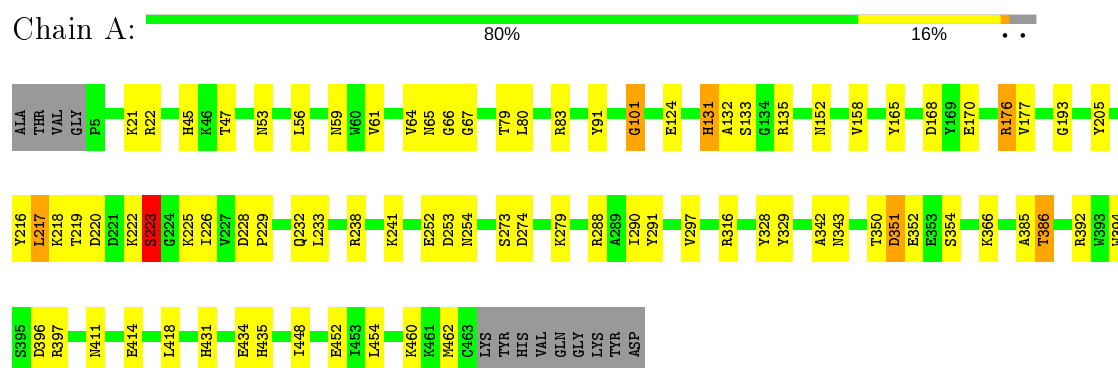 Chain A:
80% 16% • •
ALA THR VAL GLY P5 K21 R22 H45 K46 T47 N53 L56 N59 W60 V61 V64 N65 G66 G67 T79 L80 R83 Y91 G101 E124 H131 A132 S133 G134 R135 N152 V158 Y165 D168 Y169 E170 R176 V177 G193 Y205
Y216 L217 K218 T219 D220 D221 K222 S223 G224 K225 I226 V227 D228 P229 Q232 L233 R238 K241 E252 D253 N254 S273 D274 K279 R288 A289 I290 Y291 V297 R316 Y328 Y329 A342 N343 T350 D351 E352 E353 S354 K366 A385 T386 R392 W393 W394
S395 D396 R397 N411 E414 L418 H431 E434 H435 I448 E452 I453 L454 K460 K461 M462 C463 LYS TYR HIS VAL GLN GLY LYS TYR ASP